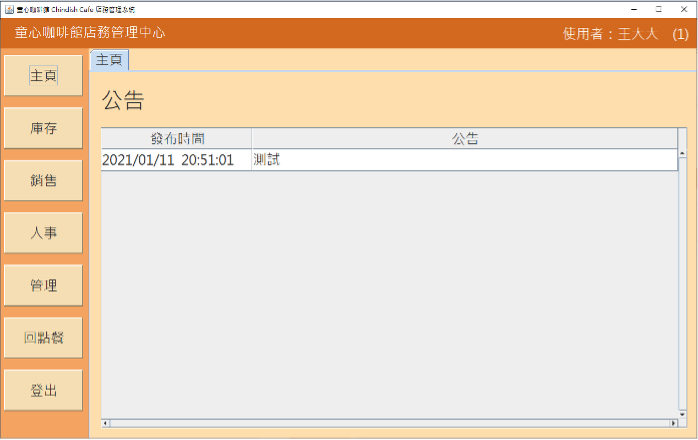 童心咖啡館 Chindish Cafe 店務管理系統
童心咖啡館店務管理中心
使用者：王大大 (1)
主頁
庫存
銷售
人事
管理
回點餐
登出
主頁
公告
發布時間 公告
2021/01/11 20:51:01 測試